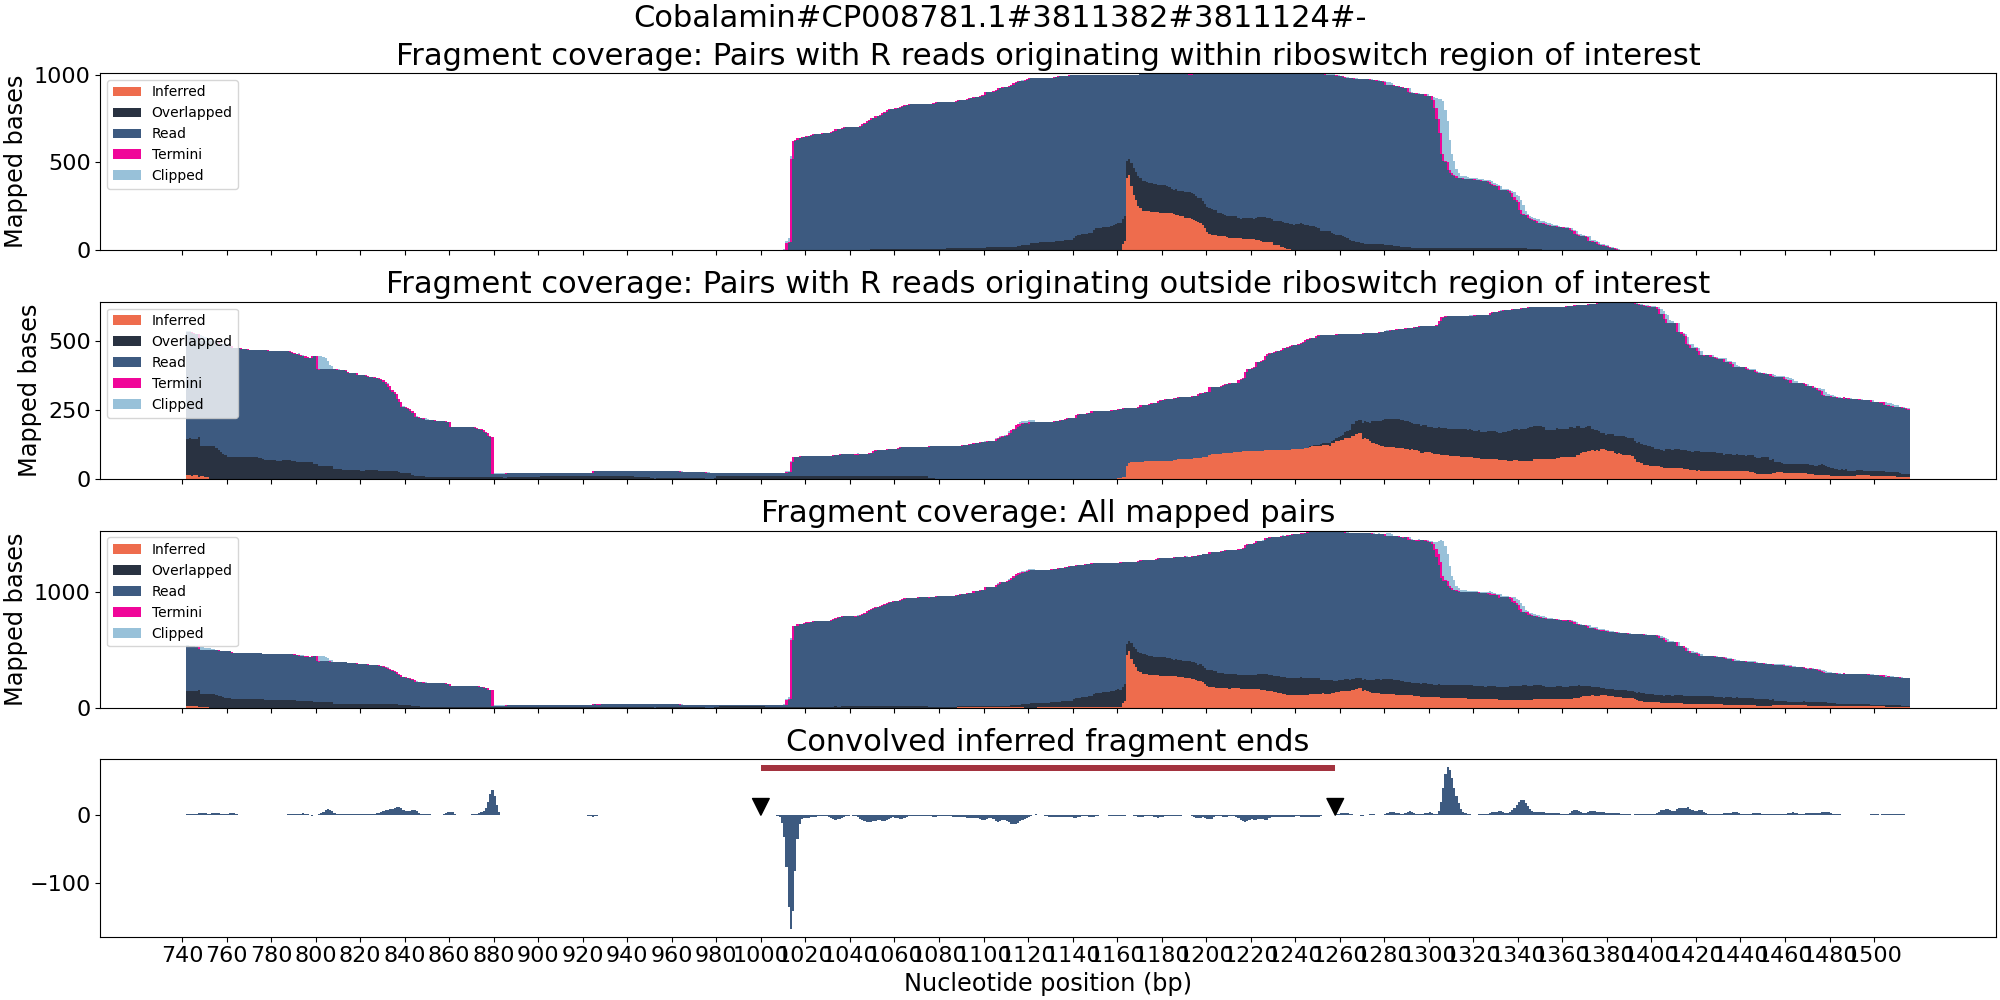 Cobalamin#CP008781.1#3811382#3811124#-
Fragment coverage: Pairs with R reads originating within riboswitch region of interest
Mapped bases
1000
500
0
Inferred
Overlapped
Read
Termini
Clipped
Fragment coverage: Pairs with R reads originating outside riboswitch region of interest
Mapped bases
500
250
0
Inferred
Overlapped
Read
Termini
Clipped
Fragment coverage: All mapped pairs
Mapped bases
1000
0
Inferred
Overlapped
Read
Termini
Clipped
Convolved inferred fragment ends
0
−100
740 760 780 800 820 840 860 880 900 920 940 960 980 1000 1020 1040 1060 1080 1100 1120 1140 1160 1180 1200 1220 1240 1260 1280 1300 1320 1340 1360 1380 1400 1420 1440 1460 1480 1500
Nucleotide position (bp)